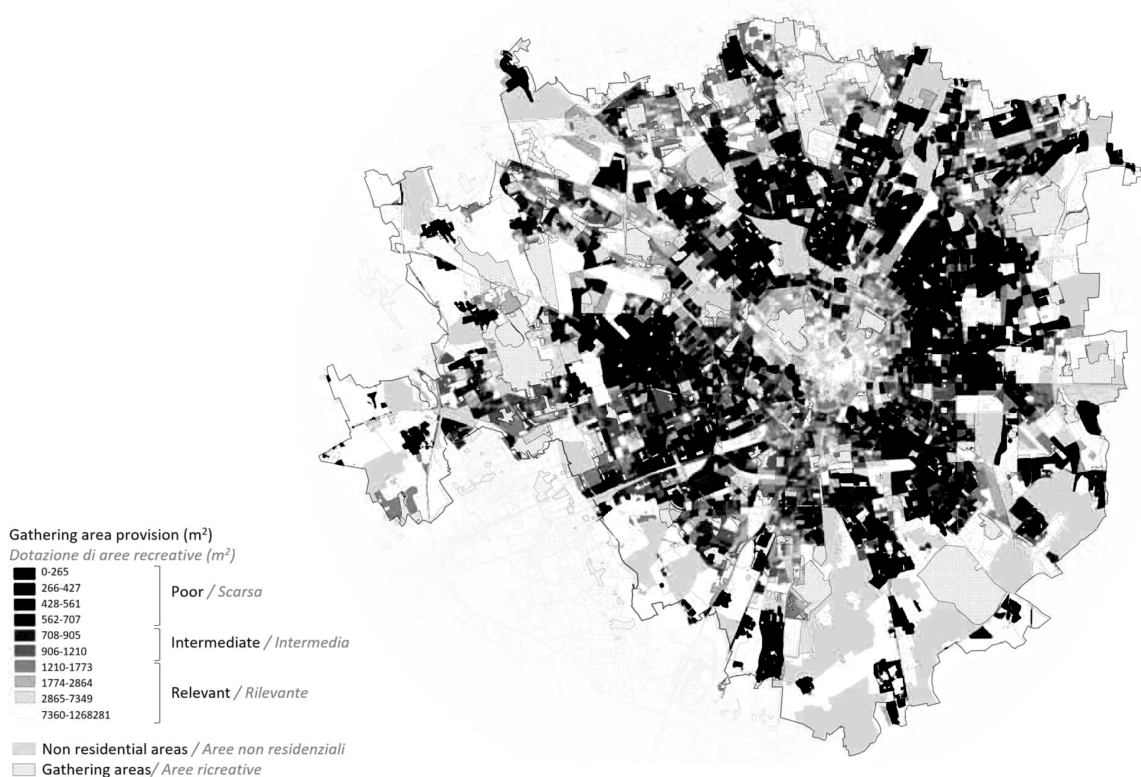 Gathering area provision (m²)
Dotazione di aree recreative (m²)
0-265
266-427
428-561
562-707
Poor / Scarsa
708-905
906-1210
Intermediate / Intermedia
1210-1773
1774-2864
2865-7349
7360-1268281
Relevant / Rilevante
Non residential areas / Aree non residenziali
Gathering areas/ Aree ricreative